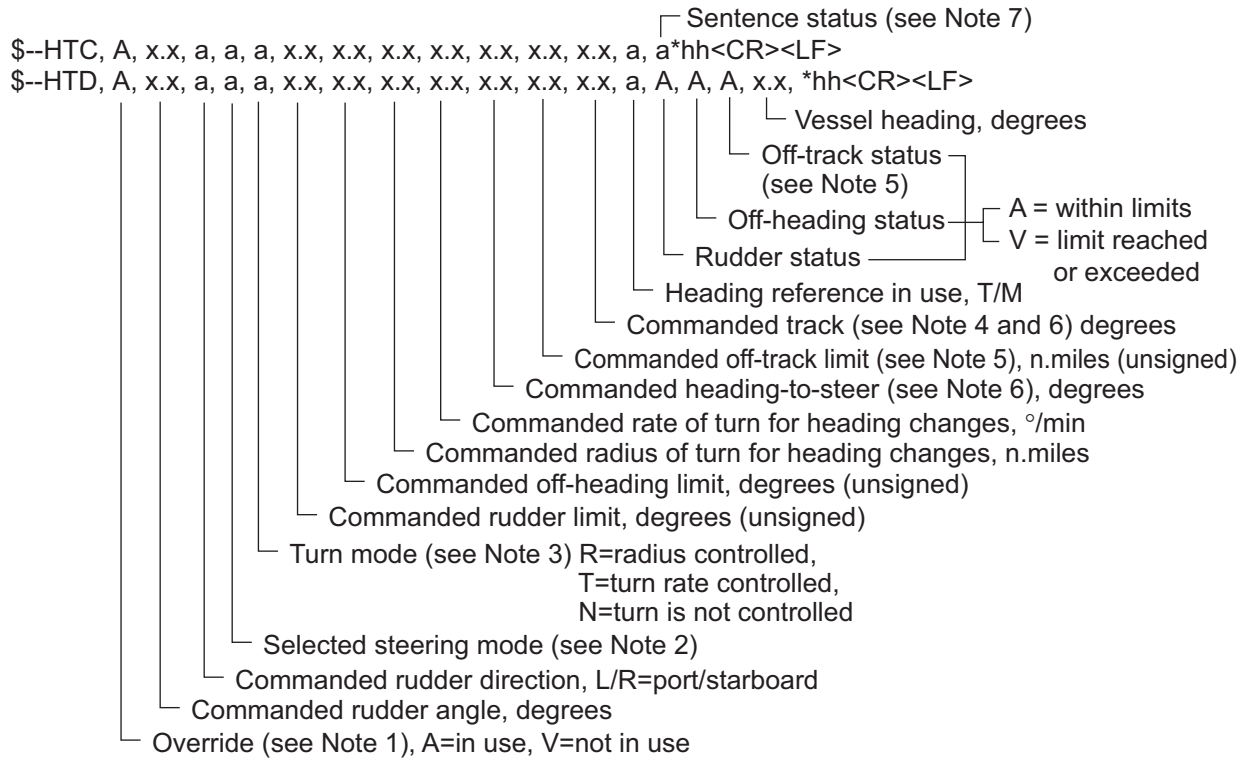 Sentence status (see Note 7)
$--HTC, A, x.x, a, a, a, x.x, x.x, x.x, x.x, x.x, x.x, x.x, a, a*hh<CR><LF>
$--HTD, A, x.x, a, a, a, x.x, x.x, x.x, x.x, x.x, x.x, x.x, a, A, A, A, x.x, *hh<CR><LF>
Vessel heading, degrees
Off-track status
(see Note 5)
A = within limits
Off-heading status
V = limit reached
or exceeded
Rudder status
Heading reference in use, T/M
Commanded track (see Note 4 and 6) degrees
Commanded off-track limit (see Note 5), n.miles (unsigned)
Commanded heading-to-steer (see Note 6), degrees
Commanded rate of turn for heading changes, °/min
Commanded radius of turn for heading changes, n.miles
Commanded off-heading limit, degrees (unsigned)
Commanded rudder limit, degrees (unsigned)
Turn mode (see Note 3) R=radius controlled,
T=turn rate controlled,
N=turn is not controlled
Selected steering mode (see Note 2)
Commanded rudder direction, L/R=port/starboard
Commanded rudder angle, degrees
Override (see Note 1), A=in use, V=not in use